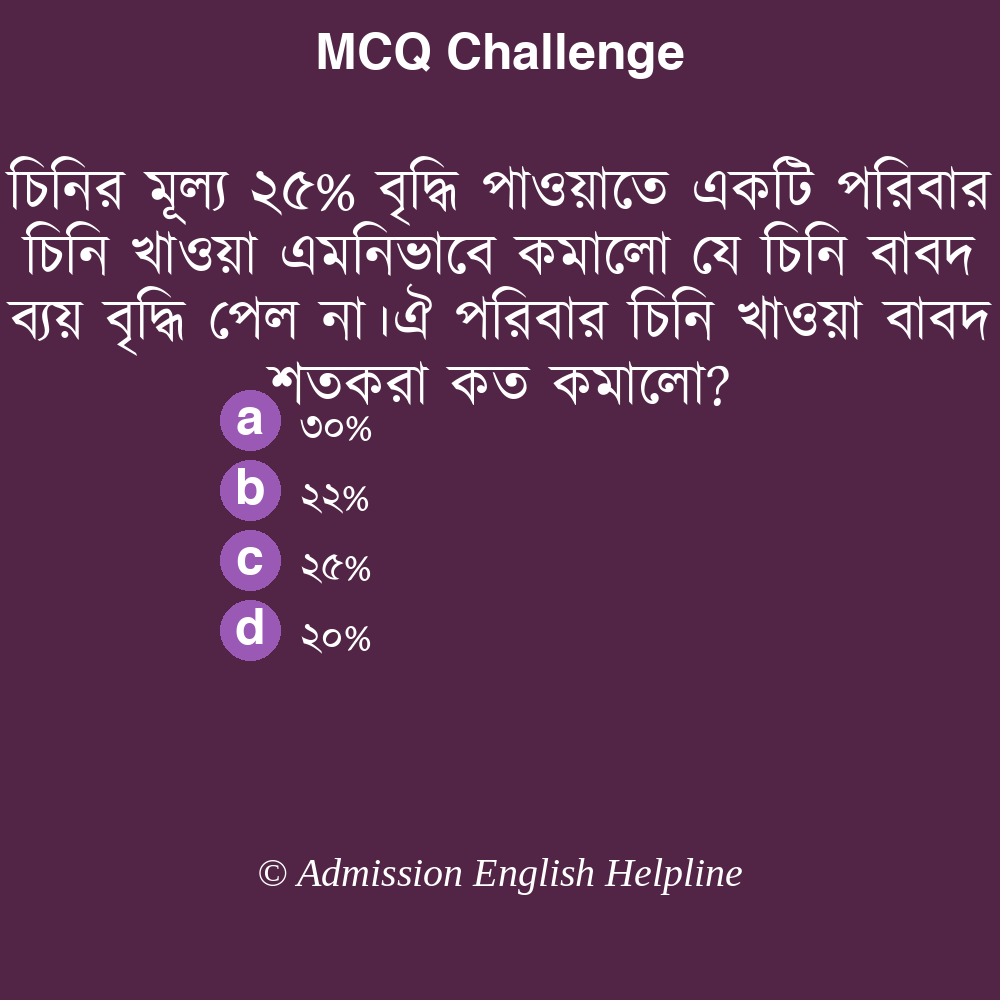 MCQ Challenge
চিনির মূল্য ২৫% বৃদ্ধি পাওয়াতে একটি পরিবার
চিনি খাওয়া এমনিভাবে কমালো যে চিনি বাবদ
ব্যয় বৃদ্ধি পেল না।ঐ পরিবার চিনি খাওয়া বাবদ
শতকরা কত কমালো?
a ৩০%
b ২২%
c ২৫%
d ২০%
© Admission English Helpline